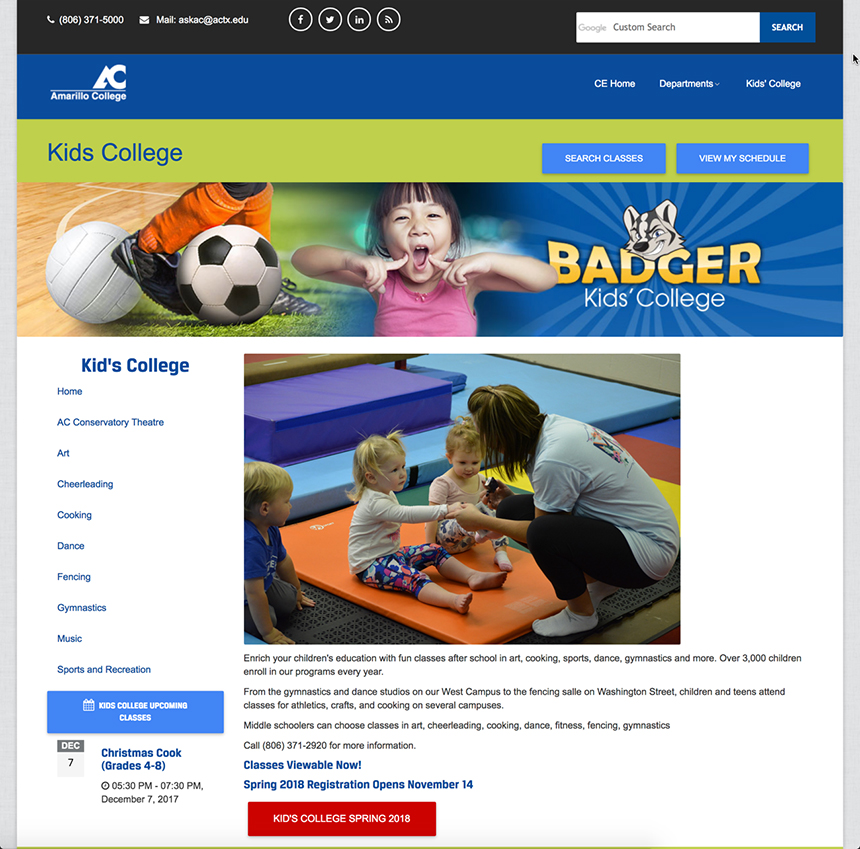 (806) 371-5000 Mail: askac@actx.edu
Google Custom Search SEARCH
AC
Amarillo College
CE Home Departments Kids' College
Kids College
SEARCH CLASSES VIEW MY SCHEDULE
BADGER
Kids' College
Kid's College
Home
AC Conservatory Theatre
Art
Cheerleading
Cooking
Dance
Fencing
Gymnastics
Music
Sports and Recreation
KIDS COLLEGE UPCOMING
CLASSES
DEC
7
Christmas Cook
(Grades 4-8)
05:30 PM - 07:30 PM,
December 7, 2017
Enrich your children's education with fun classes after school in art, cooking, sports, dance, gymnastics and more. Over 3,000 children
enroll in our programs every year.
From the gymnastics and dance studios on our West Campus to the fencing salle on Washington Street, children and teens attend
classes for athletics, crafts, and cooking on several campuses.
Middle schoolers can choose classes in art, cheerleading, cooking, dance, fitness, fencing, gymnastics
Call (806) 371-2920 for more information.
Classes Viewable Now!
Spring 2018 Registration Opens November 14
KID'S COLLEGE SPRING 2018